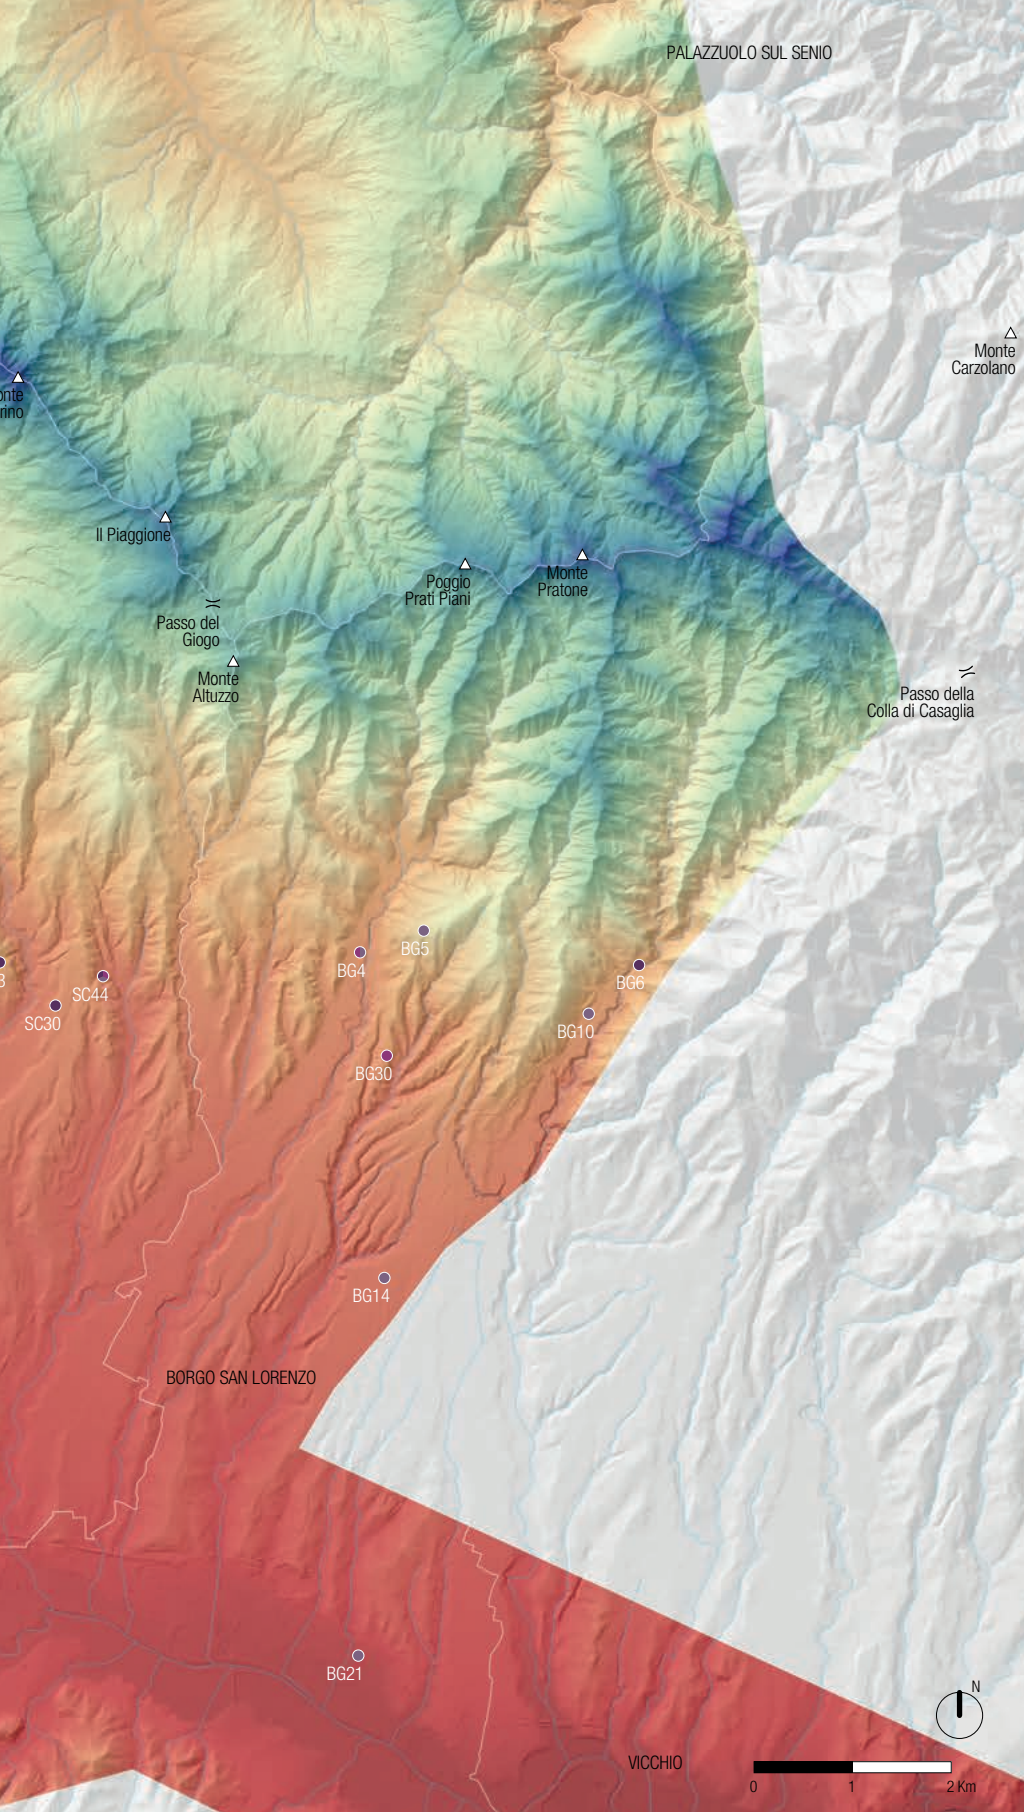 PALAZZUOLO SUL SENIO
Monte
Carzolano
Il Piaggione
Poggio
Prati Piani
Monte
Pratone
Passo del
Giogo
Monte
Altuzzo
Passo della
Colla di Casaglia
BG5
BG4
BG6
SC44
SC30
BG10
BG30
BG14
BORGO SAN LORENZO
BG21
N
VICCHIO
0 1 2 Km